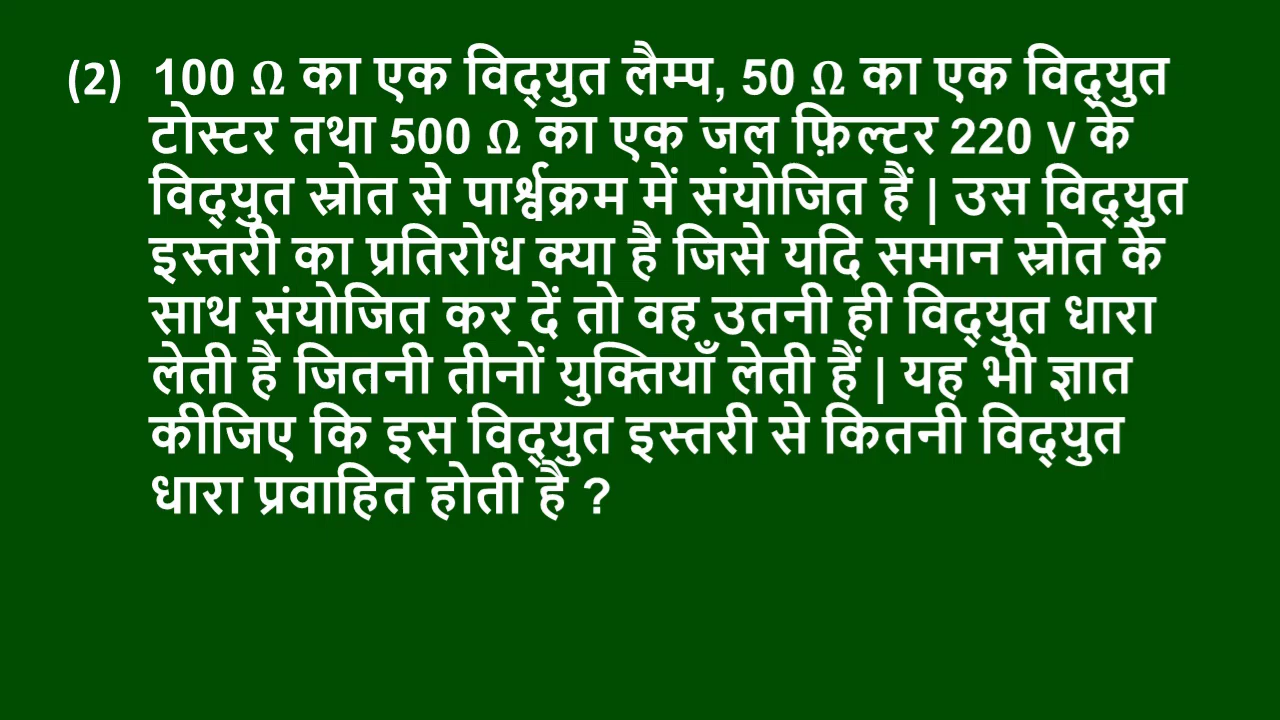 (2) 100 Ω का एक विद्युत लैम्प, 50 Ω का एक विद्युत
टोस्टर तथा 500 Ω का एक जल फ़िल्टर 220 V के
विद्युत स्रोत से पार्श्वक्रम में संयोजित हैं | उस विद्युत
इस्तरी का प्रतिरोध क्या है जिसे यदि समान स्रोत के
साथ संयोजित कर दें तो वह उतनी ही विद्युत धारा
लेती है जितनी तीनों युक्तियाँ लेती हैं | यह भी ज्ञात
कीजिए कि इस विद्युत इस्तरी से कितनी विद्युत
धारा प्रवाहित होती है ?